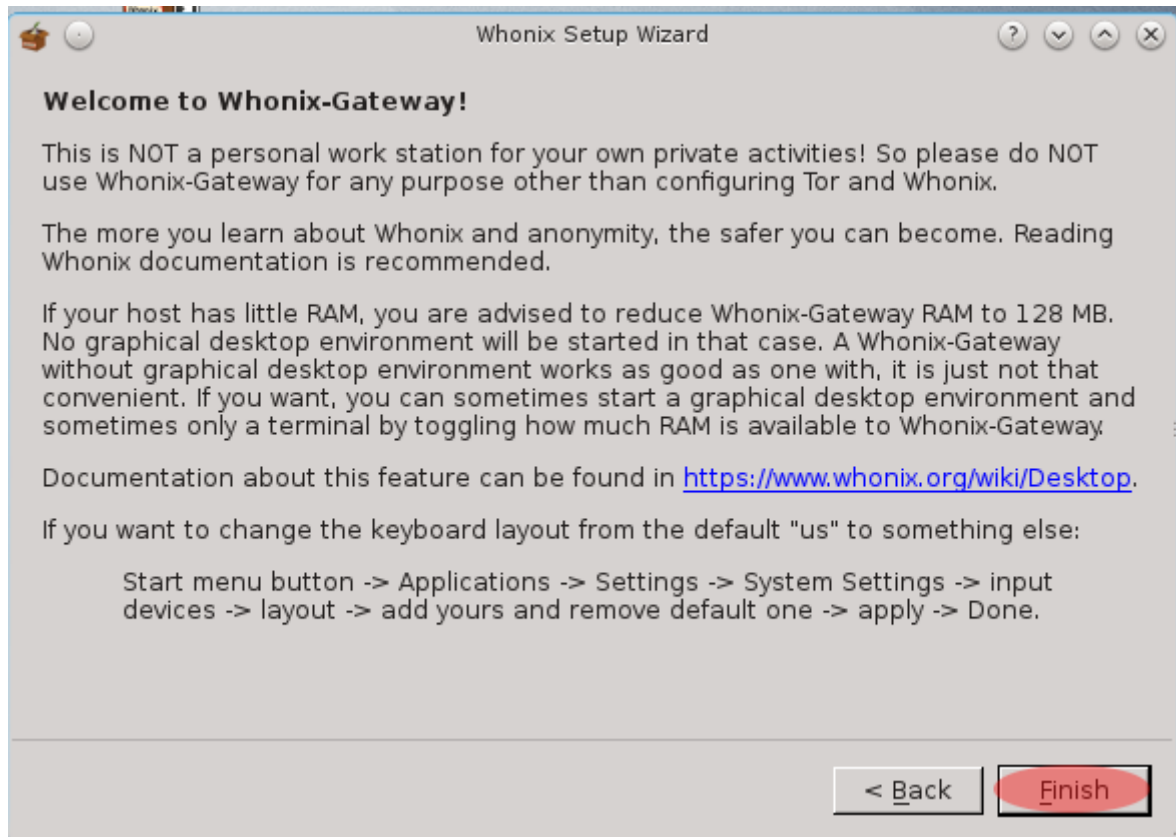 Whonix Setup Wizard
Welcome to Whonix-Gateway!
This is NOT a personal work station for your own private activities! So please do NOT
use Whonix-Gateway for any purpose other than configuring Tor and Whonix.
The more you learn about Whonix and anonymity, the safer you can become. Reading
Whonix documentation is recommended.
If your host has little RAM, you are advised to reduce Whonix-Gateway RAM to 128 MB.
No graphical desktop environment will be started in that case. A Whonix-Gateway
without graphical desktop environment works as good as one with, it is just not that
convenient. If you want, you can sometimes start a graphical desktop environment and
sometimes only a terminal by toggling how much RAM is available to Whonix-Gateway.
Documentation about this feature can be found in https://www.whonix.org/wiki/Desktop.
If you want to change the keyboard layout from the default "us" to something else:
Start menu button -> Applications -> Settings -> System Settings -> input
devices -> layout -> add yours and remove default one -> apply -> Done.
< Back Finish